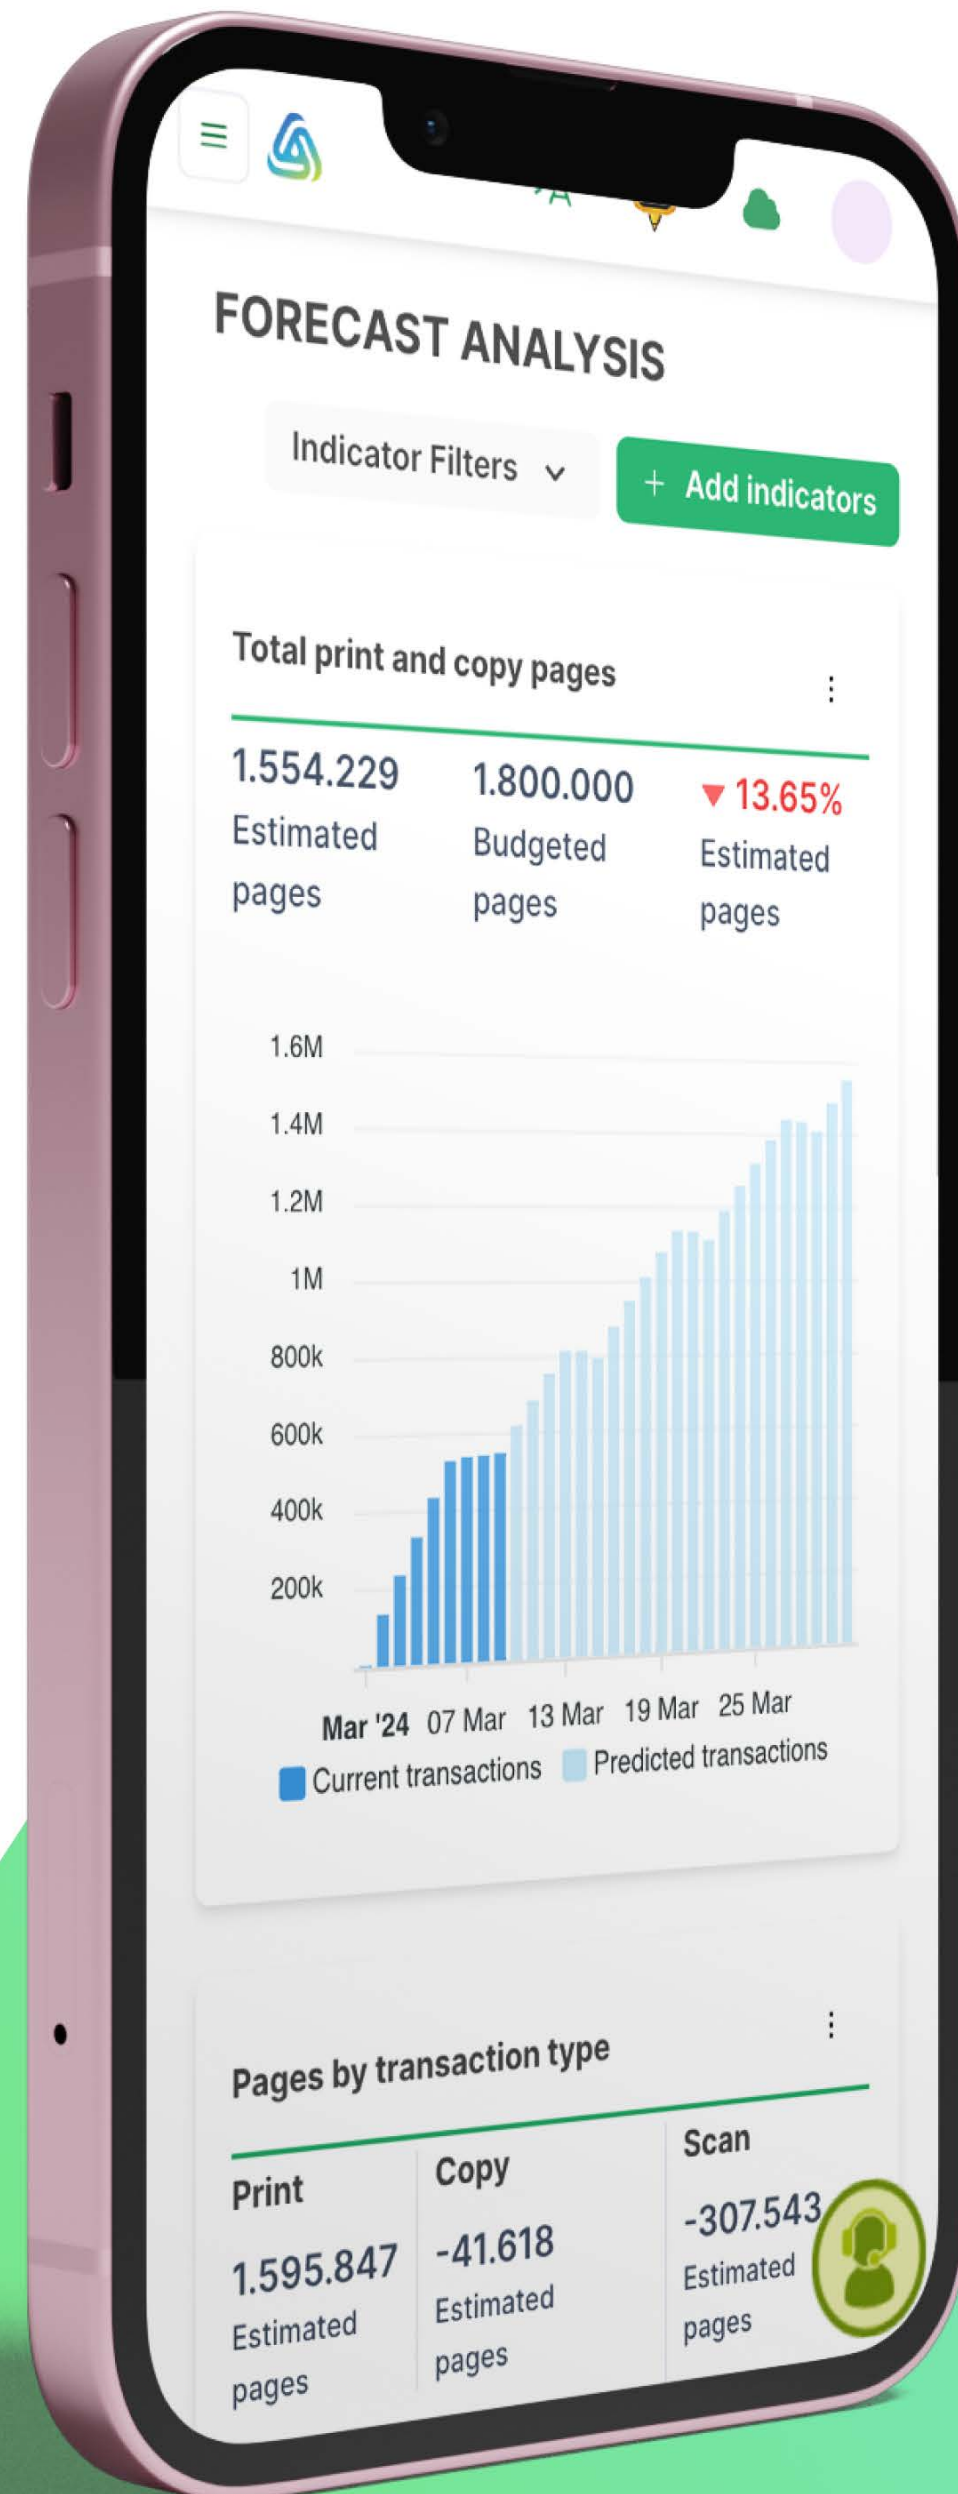 FORECAST ANALYSIS
Indicator Filters
+ Add indicators
Total print and copy pages
1.554.229
Estimated
pages
1.800.000
Budgeted
pages
▼ 13.65%
Estimated
pages
1.6M
1.4M
1.2M
1M
800k
600k
400k
200k
Mar '24 07 Mar 13 Mar 19 Mar 25 Mar
Current transactions Predicted transactions
Pages by transaction type
Print
1.595.847
Estimated
pages
Copy
-41.618
Estimated
pages
Scan
-307.543
Estimated
pages